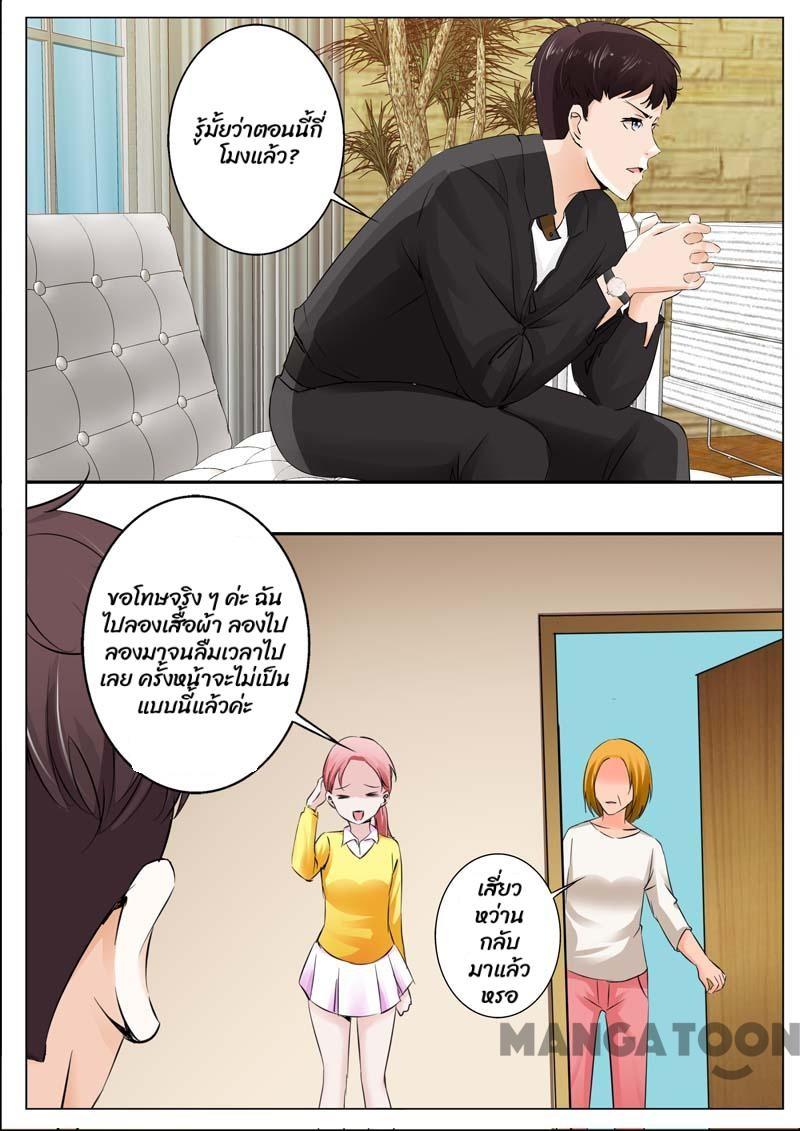 รู้มั้ยว่าตอนนี้กี่
โมงแล้ว?
ขอโทษจริง ๆ ค่ะ ฉัน
ไปลองเสื้อผ้า ลองไป
ลองมาจนลืมเวลาไป
เลย ครั้งหน้าจะไม่เป็น
แบบนี้แล้วค่ะ
เสี่ยว
หว่าน
กลับ
มาแล้ว
หรอ
MANGATOON